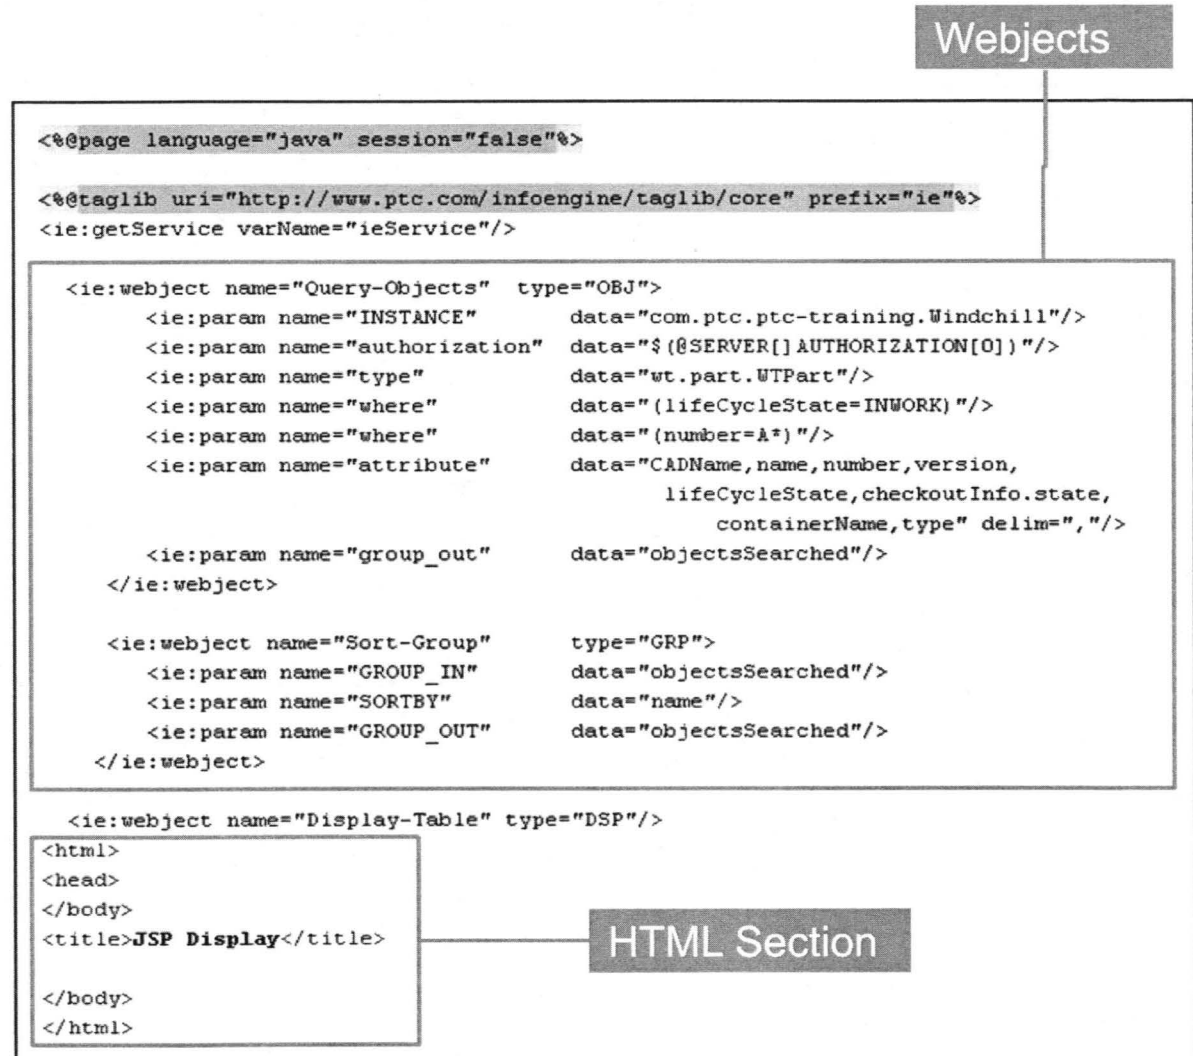 Webjects
<%@page language="java" session="false"%>
<%@taglib uri="http://www.ptc.com/infoengine/taglib/core" prefix="ie"%>
<ie:getService varName="ieService"/>
<ie:webject name="Query-Objects" type="OBJ">
<ie:param name="INSTANCE" data="com.ptc.ptc-training.Windchill"/>
<ie:param name="authorization" data="$(@SERVER[]AUTHORIZATION[0])"/>
<ie:param name="type" data="wt.part.WTPart"/>
<ie:param name="where" data="(lifeCycleState=INWORK)"/>
<ie:param name="where" data="(number=A*)"/>
<ie:param name="attribute" data="CADName,name,number,version,
lifeCycleState,checkoutInfo.state,
containerName,type" delim=","/>
<ie:param name="group_out" data="objectsSearched"/>
</ie:webject>
<ie:webject name="Sort-Group" type="GRP">
<ie:param name="GROUP_IN" data="objectsSearched"/>
<ie:param name="SORTBY" data="name"/>
<ie:param name="GROUP_OUT" data="objectsSearched"/>
</ie:webject>
<ie:webject name="Display-Table" type="DSP"/>
<html>
<head>
</body>
<title>JSP Display</title>
</body>
</html>
HTML Section